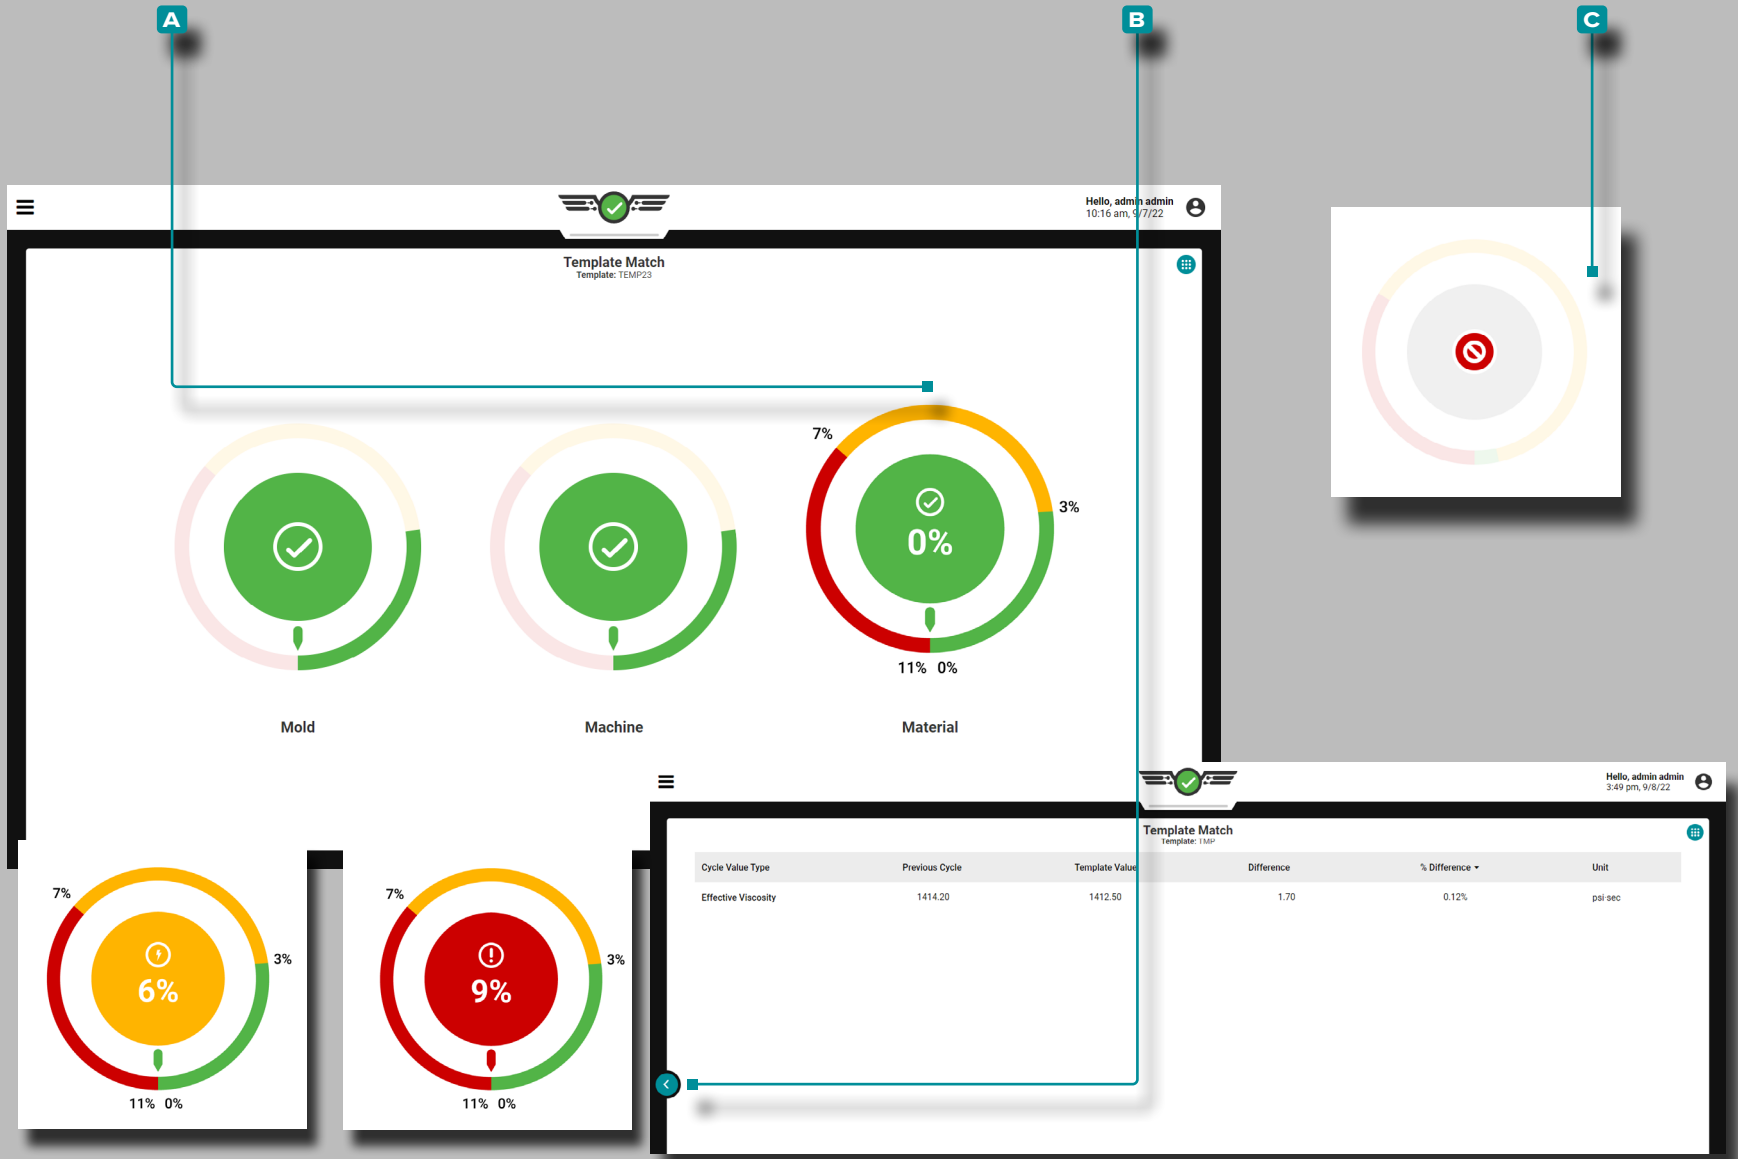 A
B
C
Hello, admin admin
10:16 am, 9/7/22
Template Match
Template: TEMP23
7%
3%
0%
11% 0%
Mold
Machine
Material
Hello, admin admin
3:49 pm, 9/8/22
Template Match
Template: TMP
Cycle Value Type Previous Cycle Template Value Difference % Difference Unit
Effective Viscosity 1414.20 1412.50 1.70 0.12% psi-sec
7%
3%
6%
11% 0%
7%
3%
9%
11% 0%